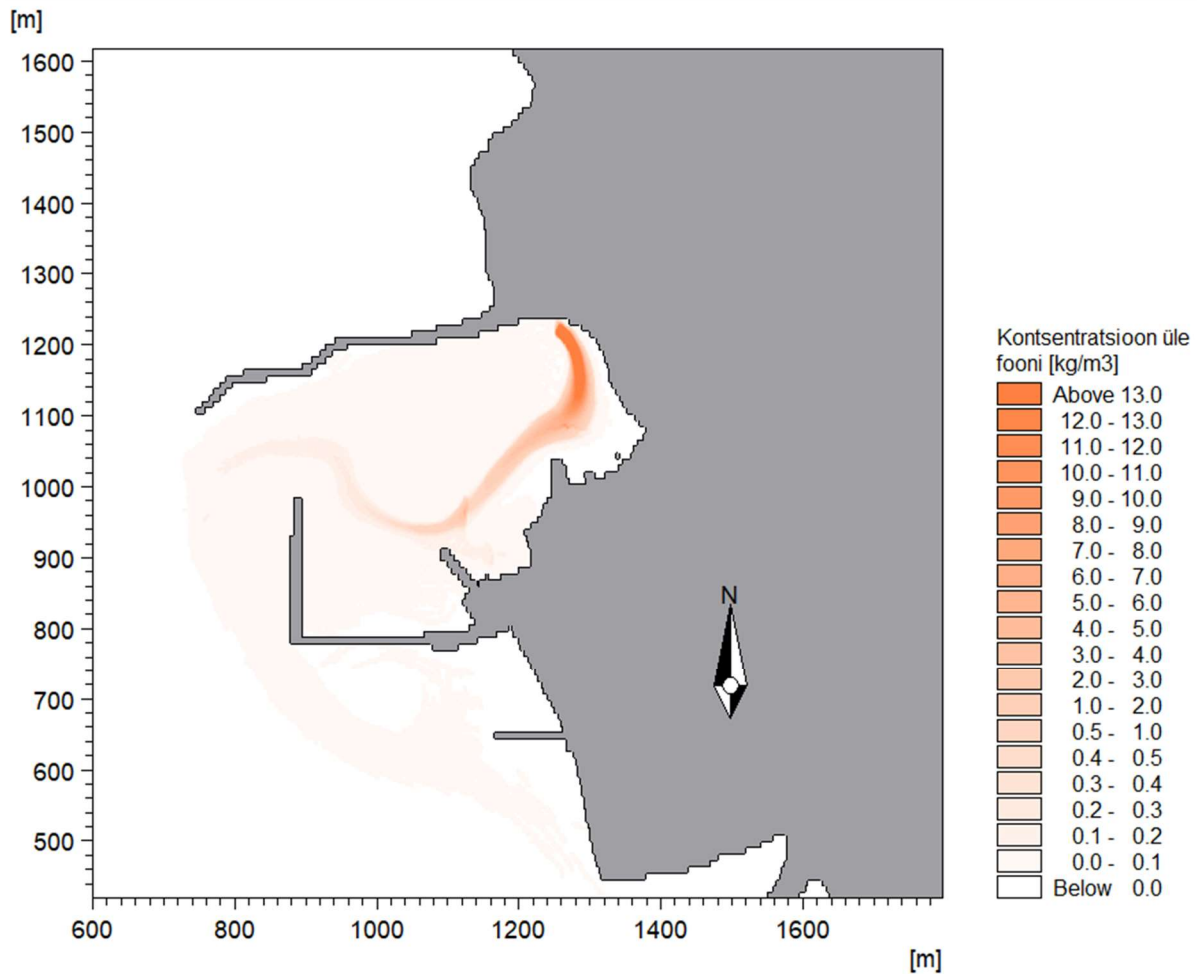 [m]
1600
1500
1400
1300
1200
1100
1000
900
800
700
600
500
600 800 1000 1200 1400 1600
[m]
N
Kontsentratsioon üle
fooni [kg/m3]
Above 13.0
12.0 - 13.0
11.0 - 12.0
10.0 - 11.0
9.0 - 10.0
8.0 - 9.0
7.0 - 8.0
6.0 - 7.0
5.0 - 6.0
4.0 - 5.0
3.0 - 4.0
2.0 - 3.0
1.0 - 2.0
0.5 - 1.0
0.4 - 0.5
0.3 - 0.4
0.2 - 0.3
0.1 - 0.2
0.0 - 0.1
Below 0.0